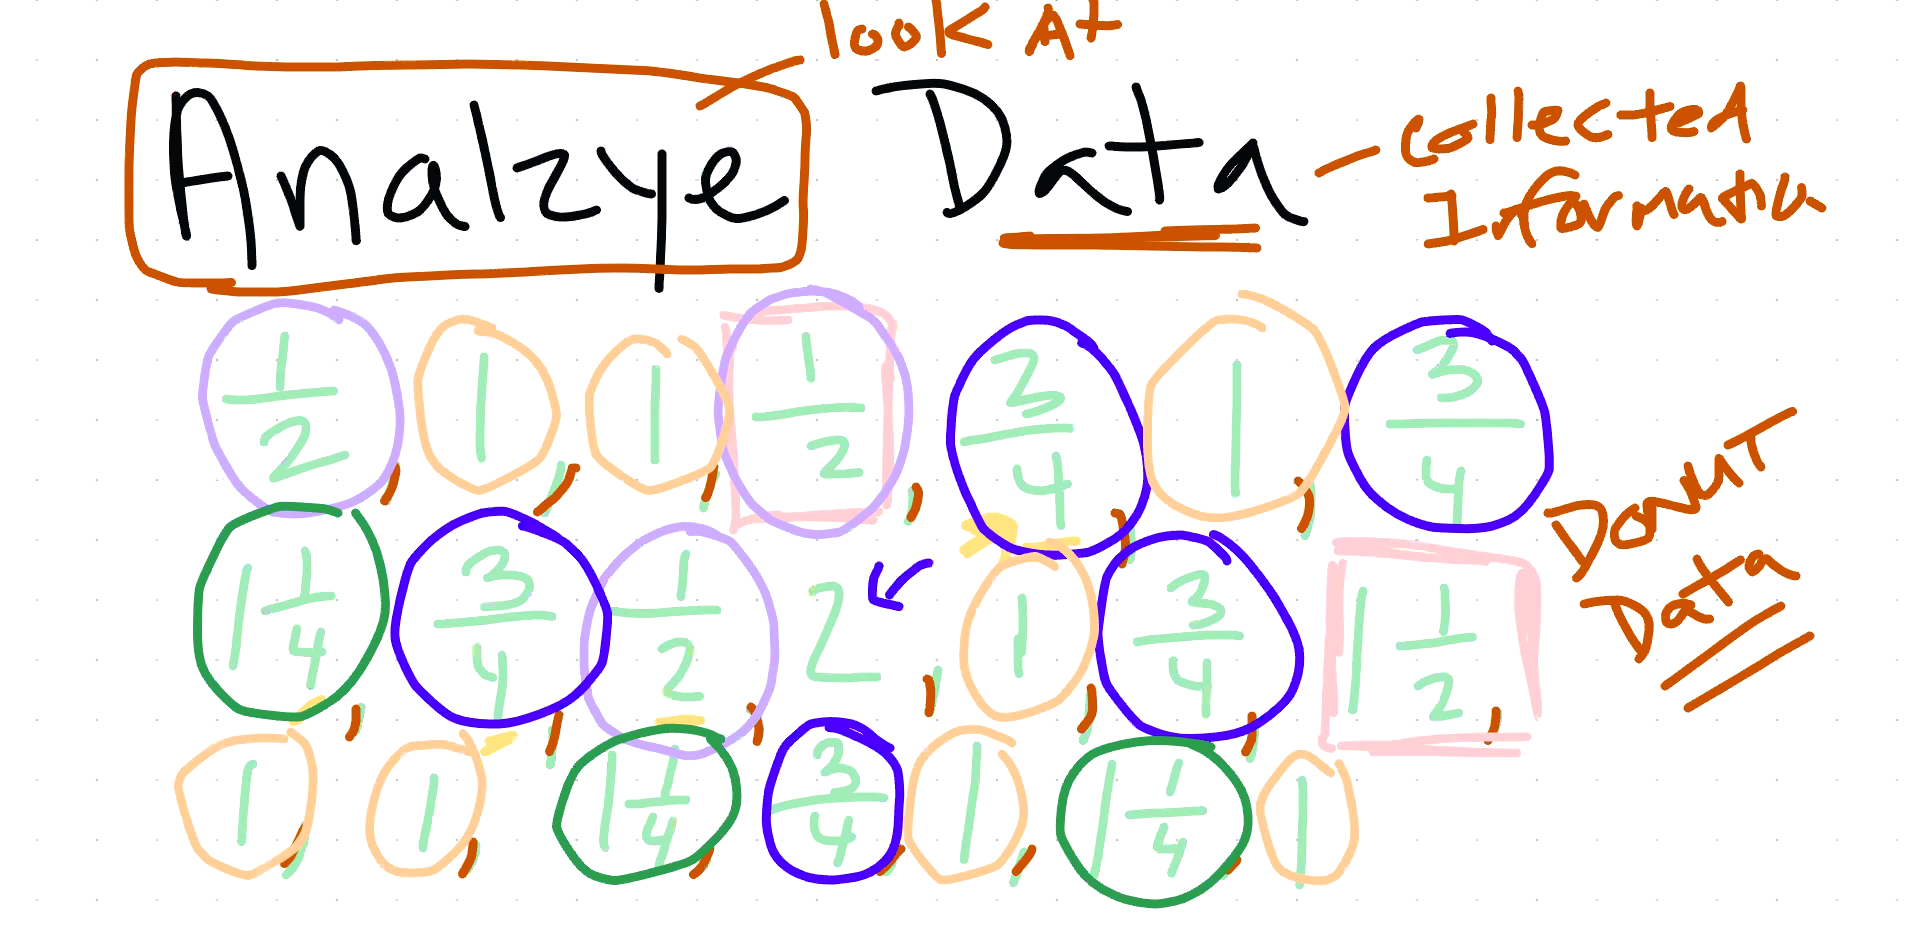 look At
Analzye Data - collected
Informatin
1/2, 1, 1, 1/2, 3/4, 1, 3/4
1 1/4, 3/4, 1/2, 2, 1, 3/4, 1 1/2,
Donut
Data
1, 1, 1 1/4, 3/4, 1, 1 1/4, 1